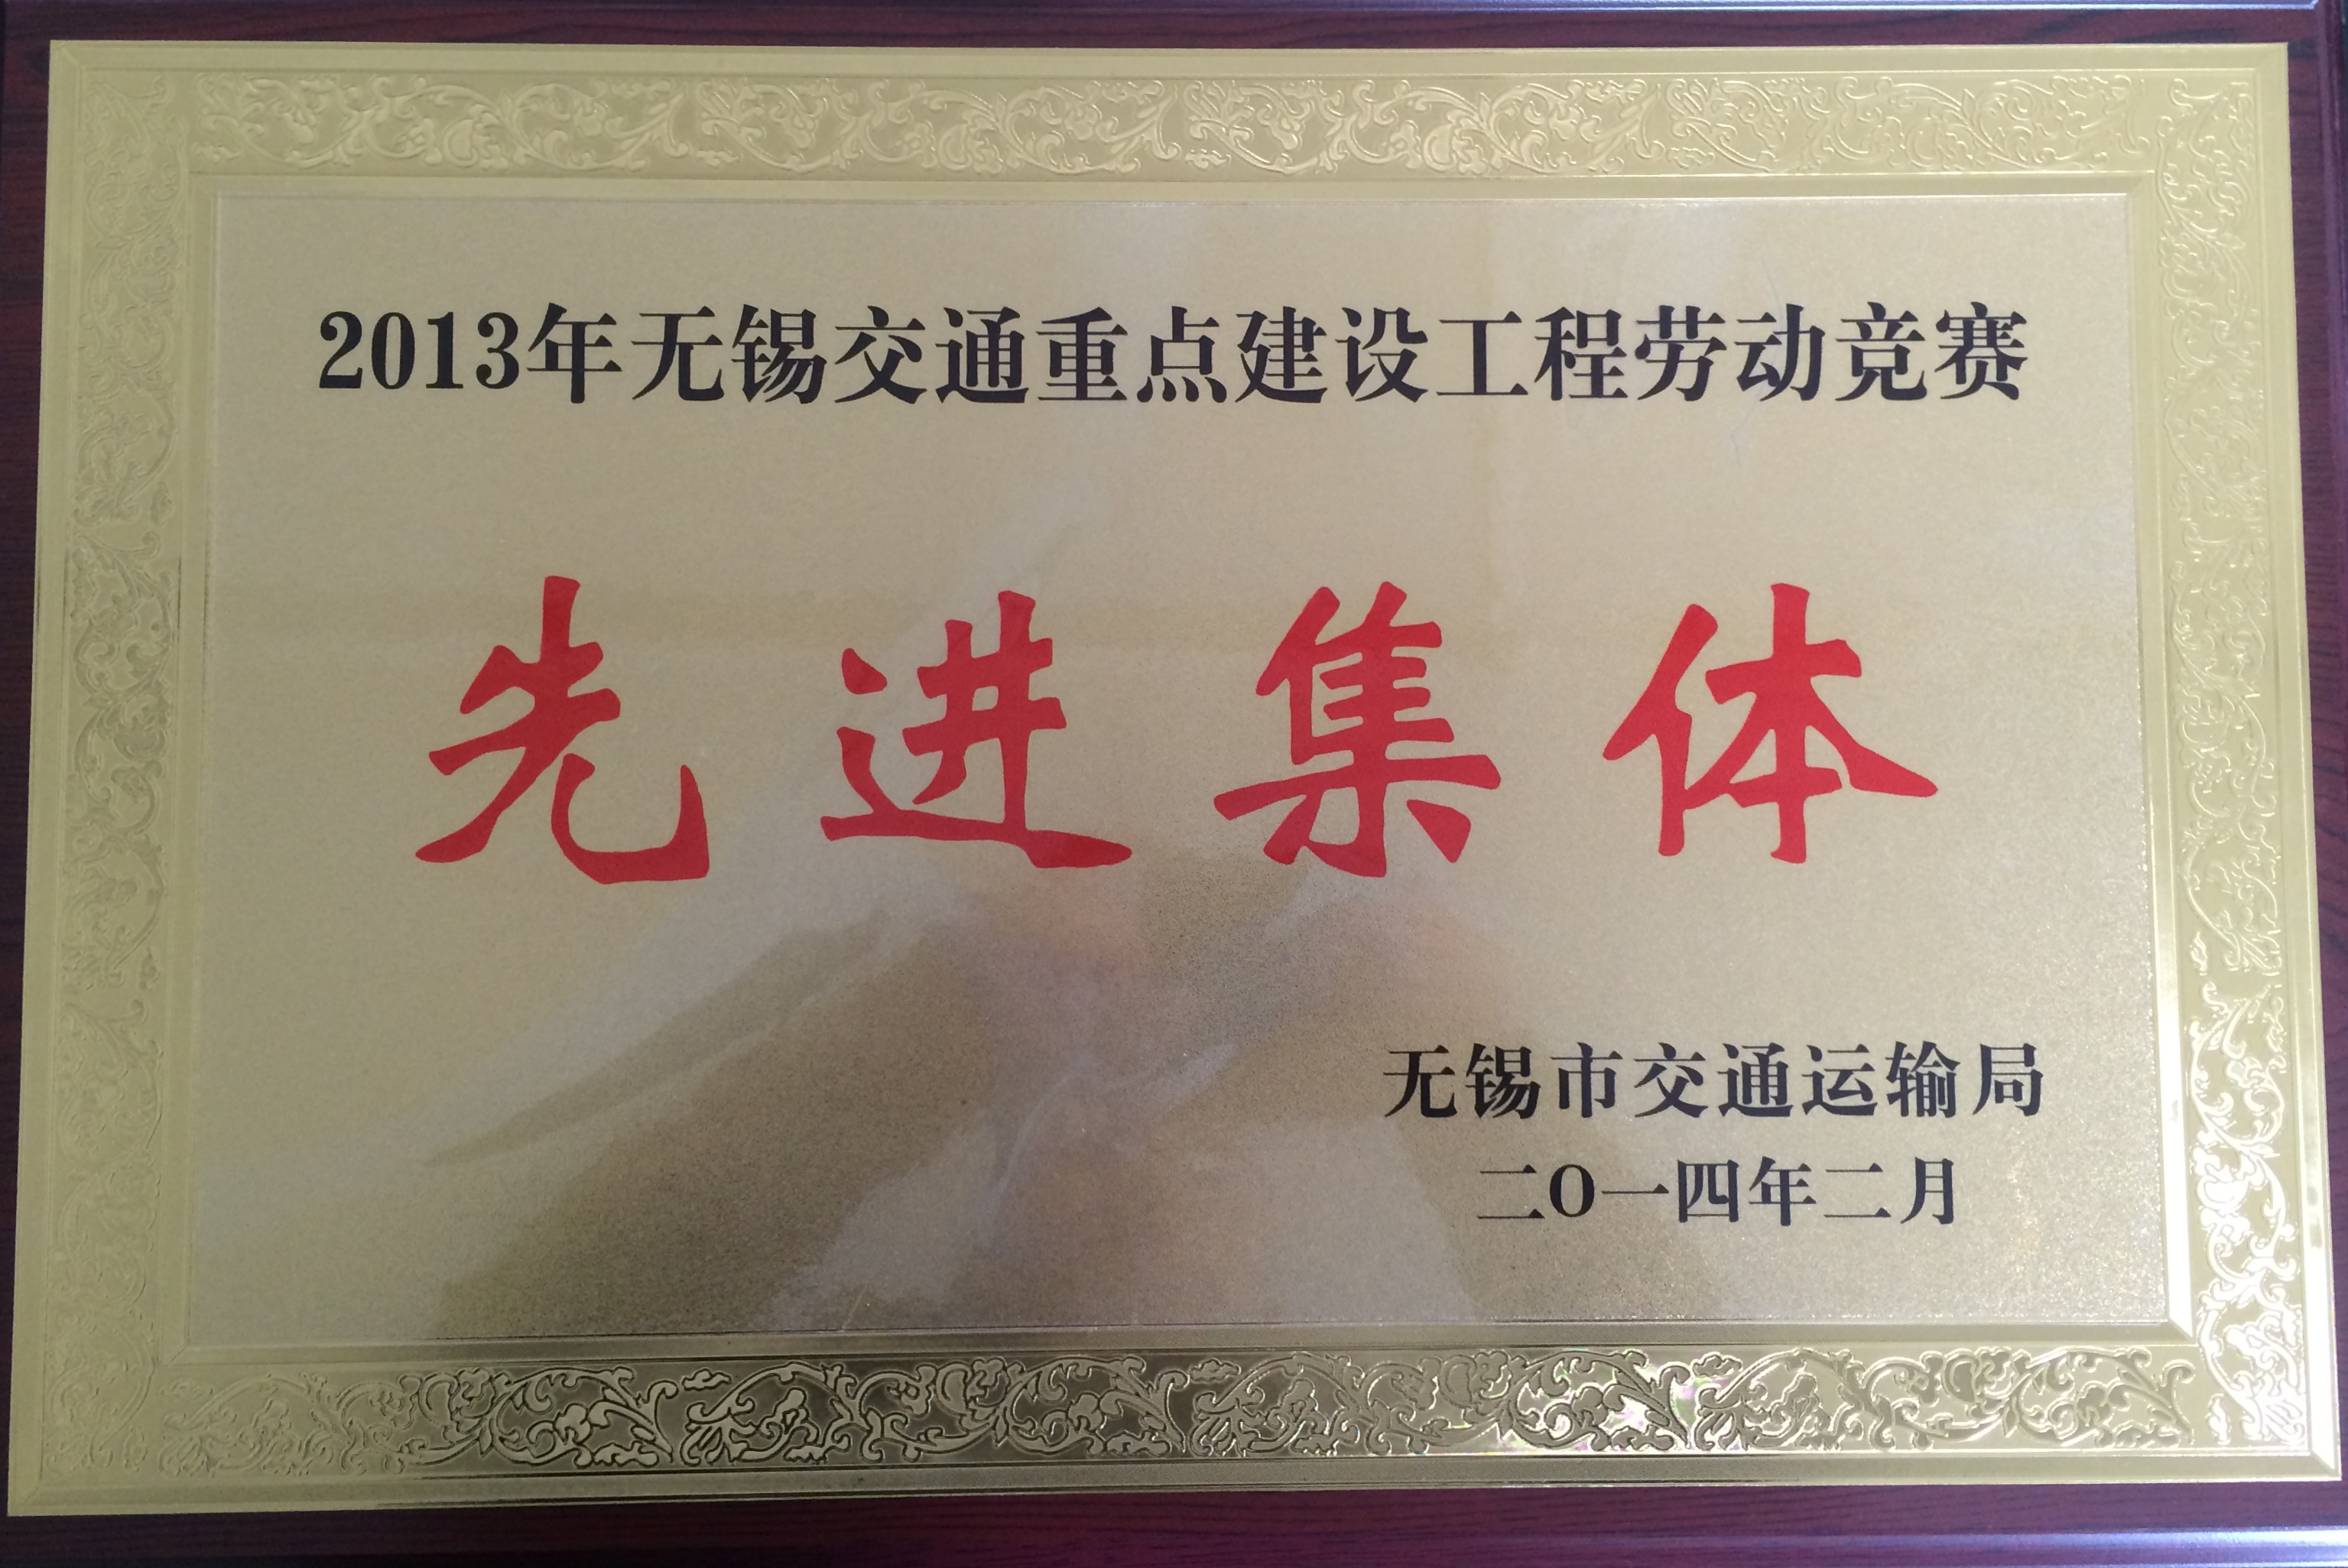 2013年无锡交通重点建设工程劳动竞赛
先进集体
无锡市交通运输局
二O一四年二月